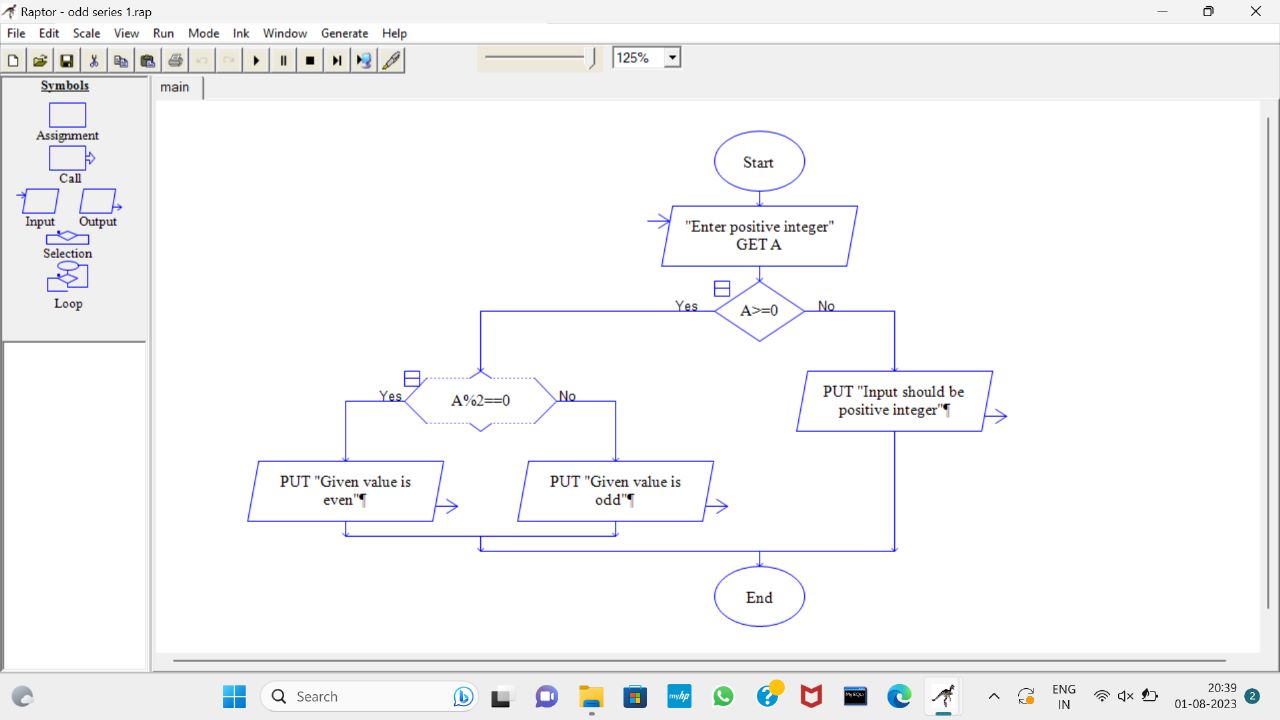 Raptor - odd series 1.rap
File Edit Scale View Run Mode Ink Window Generate Help
125%
Symbols
Assignment
Call
Input Output
Selection
Loop
main
Start
"Enter positive integer"
GET A
Yes A>=0 No
PUT "Input should be
positive integer"¶
Yes A%2==0 No
PUT "Given value is
even"¶
PUT "Given value is
odd"¶
End
Search
myhp
MySQL
ENG
IN
20:39
01-08-2023
2